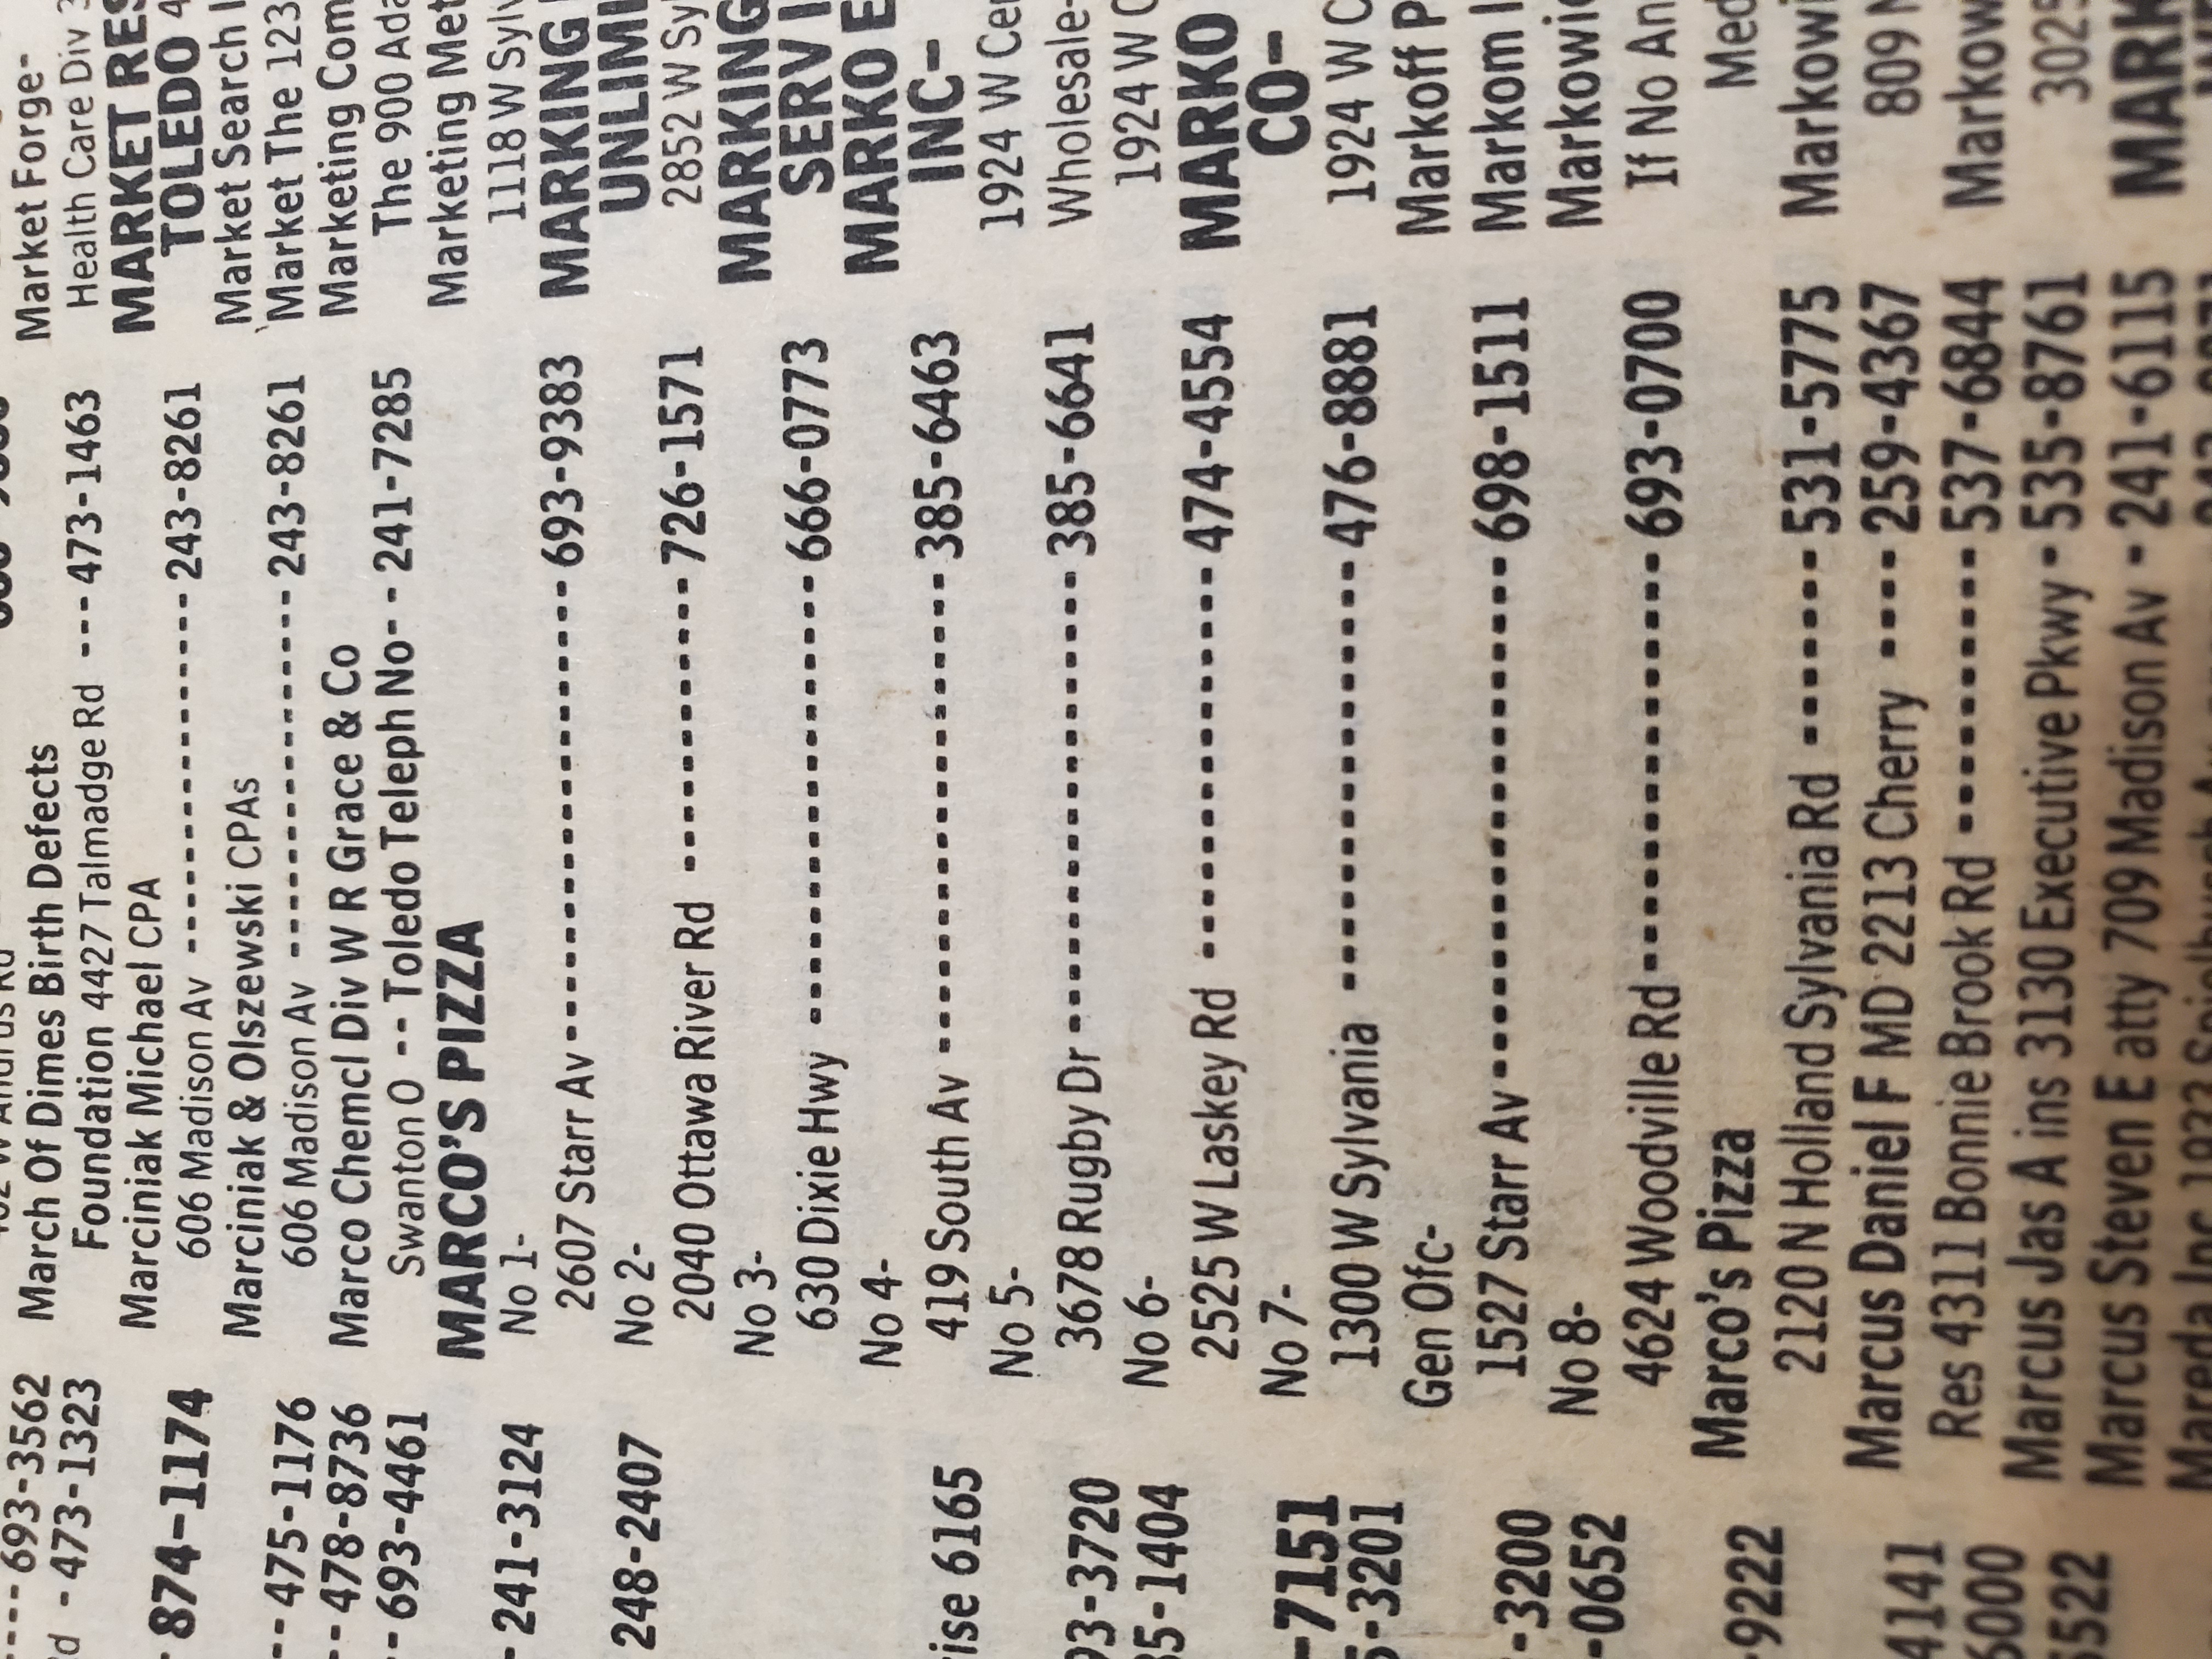 693-3562
473-1323
874-1174
475-1176
478-8736
693-4461
241-3124
248-2407
6165
93-3720
35-1404
-7151
-3201
-3200
-0652
-9222
4141
6000
5522
March Of Dimes Birth Defects
Foundation 4427 Talmadge Rd ---473-1463
Marciniak Michael CPA
606 Madison Av --------------------243-8261
Marciniak & Olszewski CPAs
606 Madison Av --------------------243-8261
Marco Chemcl Div W R Grace & Co
Swanton O -- Toledo Teleph No--241-7285
MARCO'S PIZZA
No 1-
2607 Starr Av------------------------693-9383
No 2-
2040 Ottawa River Rd ---------------726-1571
No 3-
630 Dixie Hwy ----------------------666-0773
No 4-
419 South Av -----------------------385-6463
No 5-
3678 Rugby Dr----------------------385-6641
No 6-
2525 W Laskey Rd -------------------474-4554
No 7-
1300 W Sylvania --------------------476-8881
Gen Ofc-
1527 Starr Av------------------------698-1511
No 8-
4624 Woodville Rd-------------------693-0700
Marco's Pizza
2120 N Holland Sylvania Rd --------531-5775
Marcus Daniel F MD 2213 Cherry ----259-4367
Res 4311 Bonnie Brook Rd ------------537-6844
Marcus Jas A ins 3130 Executive Pkwy-535-8761
Marcus Steven E atty 709 Madison Av -241-6115
Mareda Inc 1922
Market Forge-
Health Care Div
MARKET RES
TOLEDO
Market Search
Market The 123
Marketing Com
The 900 Ada
Marketing Met
1118 W Sylv
MARKING
UNLIMI
2852 W Sy
MARKING
SERV
MARKO E
INC-
1924 W Cen
Wholesale-
1924 W C
MARKO
CO-
1924 W C
Markoff P
Markom
Markowi
If No An
Med
Markowi
809 N
Markow
3025
MARK